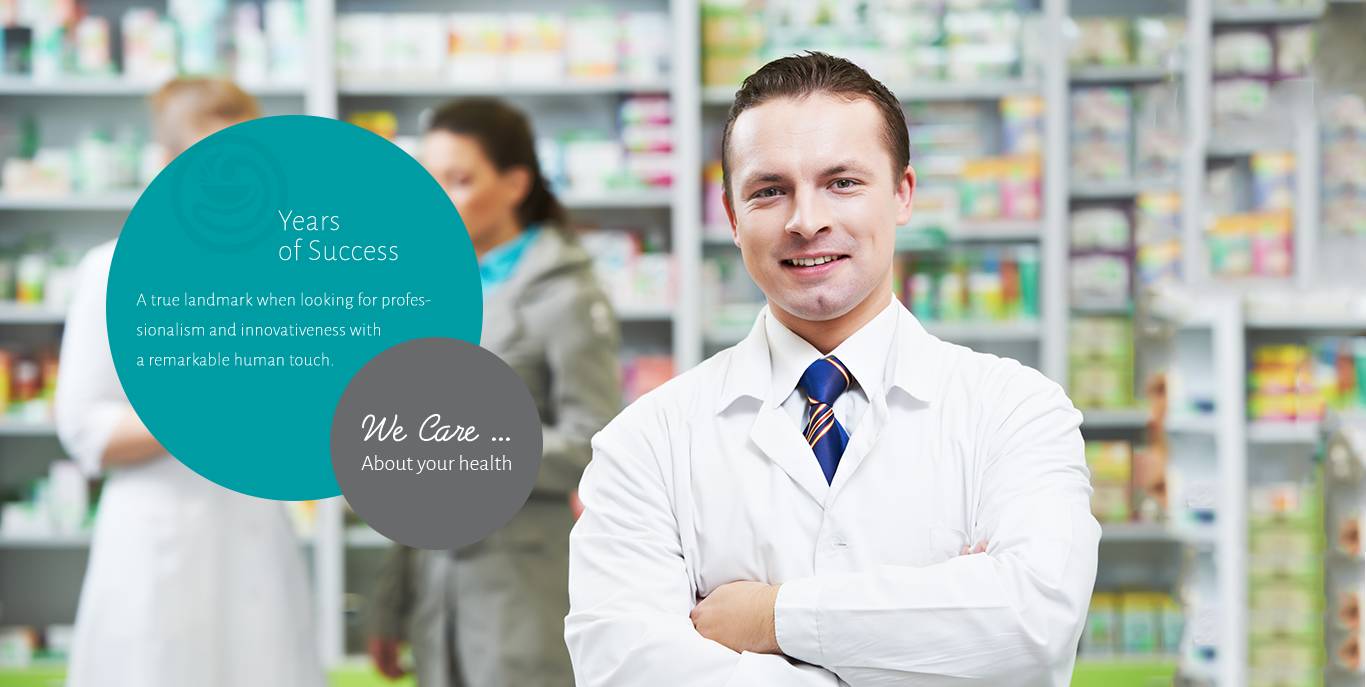 Years
of Success
A true landmark when looking for profes-
sionalism and innovativeness with
a remarkable human touch.
We Care ...
About your health